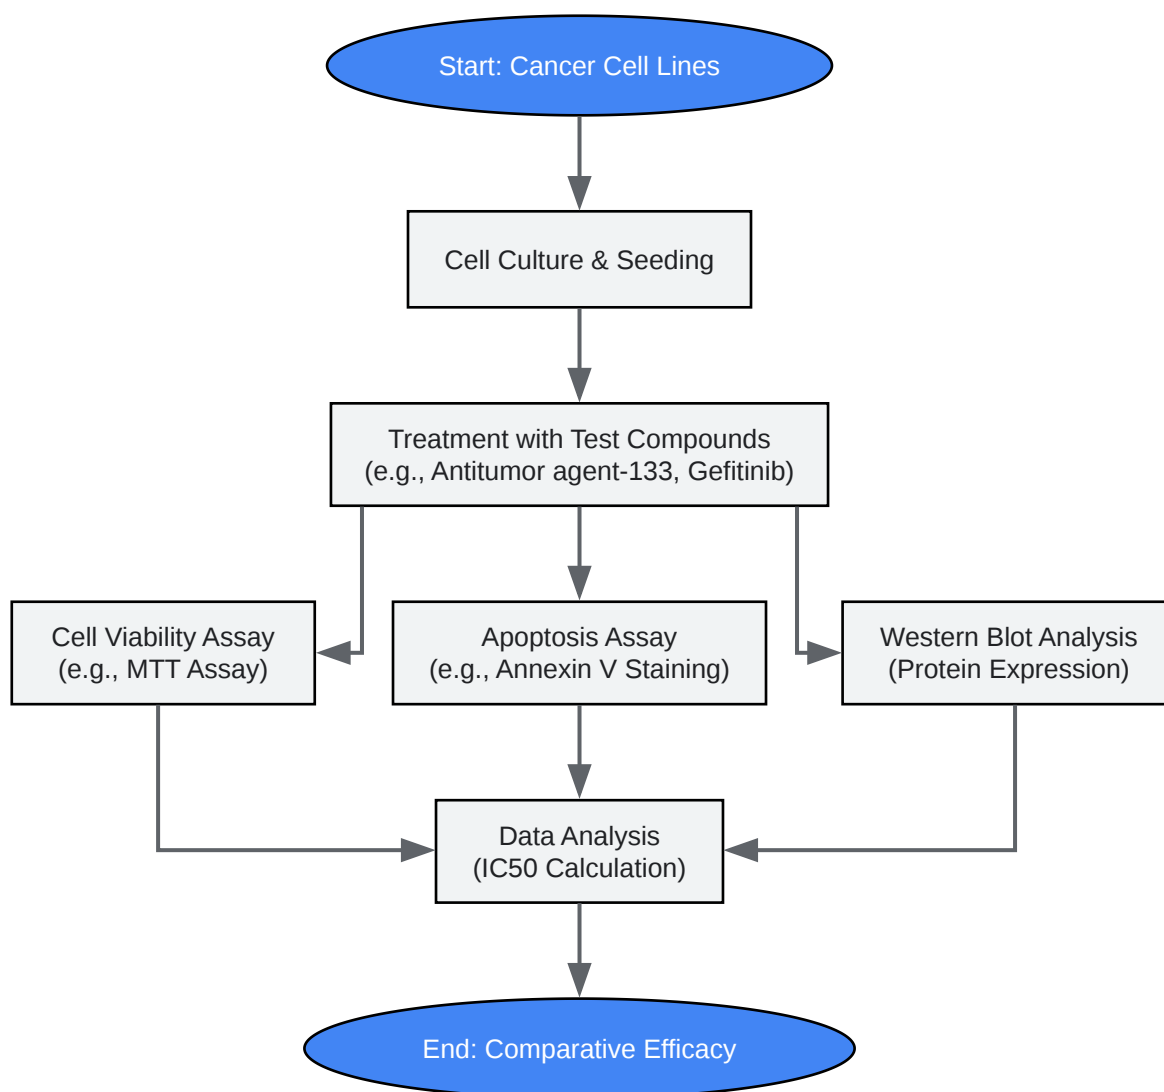 Start: Cancer Cell Lines
Cell Culture & Seeding
Treatment with Test Compounds
(e.g., Antitumor agent-133, Gefitinib)
Cell Viability Assay
(e.g., MTT Assay)
Apoptosis Assay
(e.g., Annexin V Staining)
Western Blot Analysis
(Protein Expression)
Data Analysis
(IC50 Calculation)
End: Comparative Efficacy